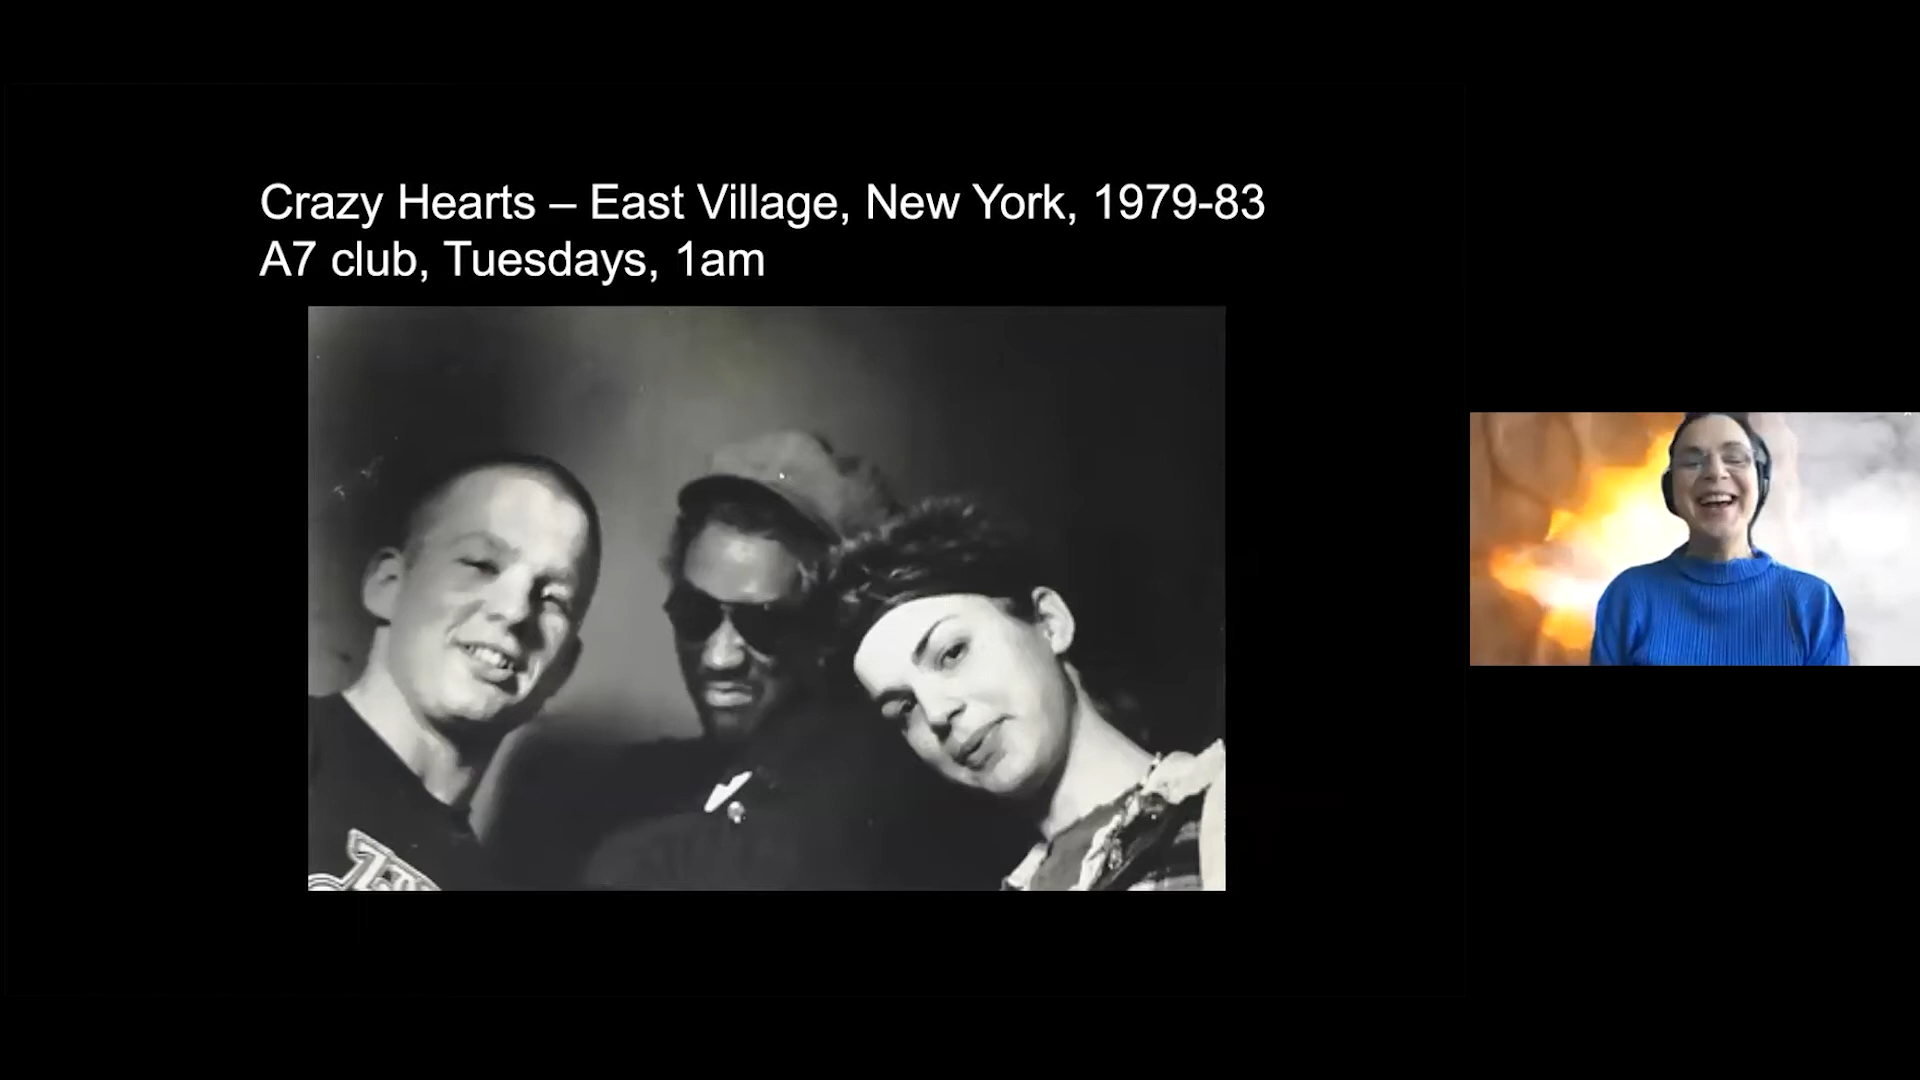 Crazy Hearts – East Village, New York, 1979-83
A7 club, Tuesdays, 1am